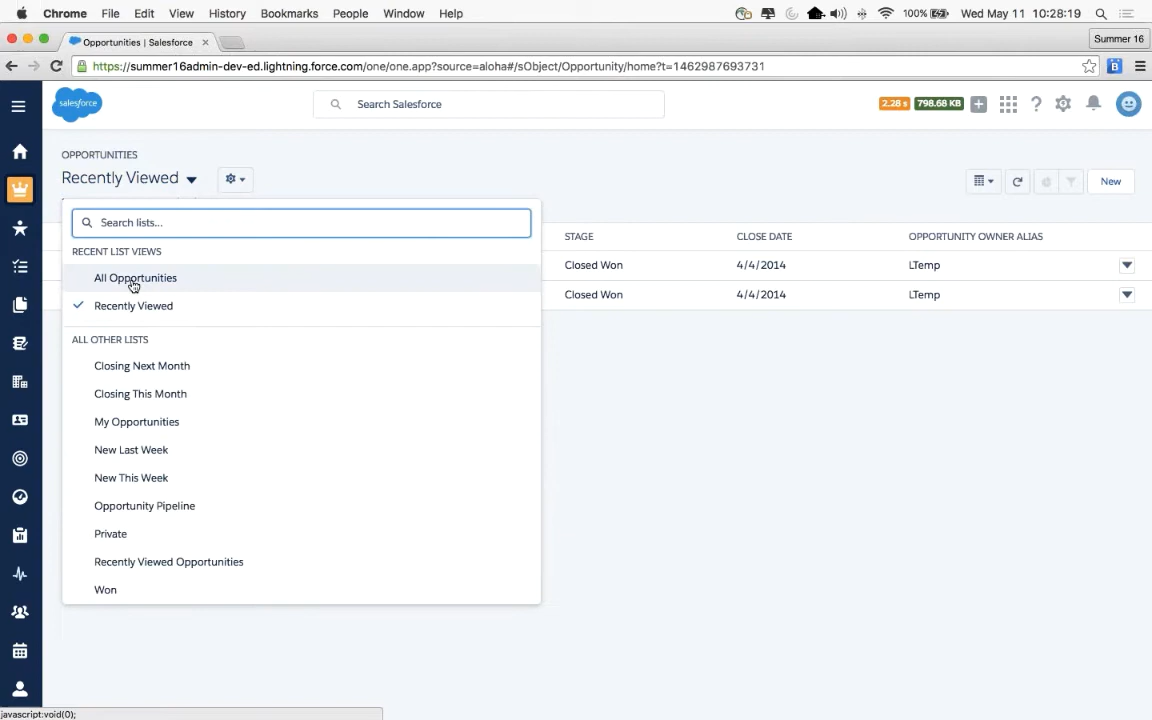 Chrome File Edit View History Bookmarks People Window Help 100% Wed May 11 10:28:19
Opportunities | Salesforce × Summer 16
https://summer16admin-dev-ed.lightning.force.com/one/one.app?source=aloha#/sObject/Opportunity/home?t=1462987693731
salesforce Search Salesforce 2.28 s 798.68 KB
OPPORTUNITIES
Recently Viewed New
Search lists...
STAGE CLOSE DATE OPPORTUNITY OWNER ALIAS
RECENT LIST VIEWS
Closed Won 4/4/2014 LTemp
All Opportunities
Closed Won 4/4/2014 LTemp
Recently Viewed
ALL OTHER LISTS
Closing Next Month
Closing This Month
My Opportunities
New Last Week
New This Week
Opportunity Pipeline
Private
Recently Viewed Opportunities
Won
javascript:void(0);